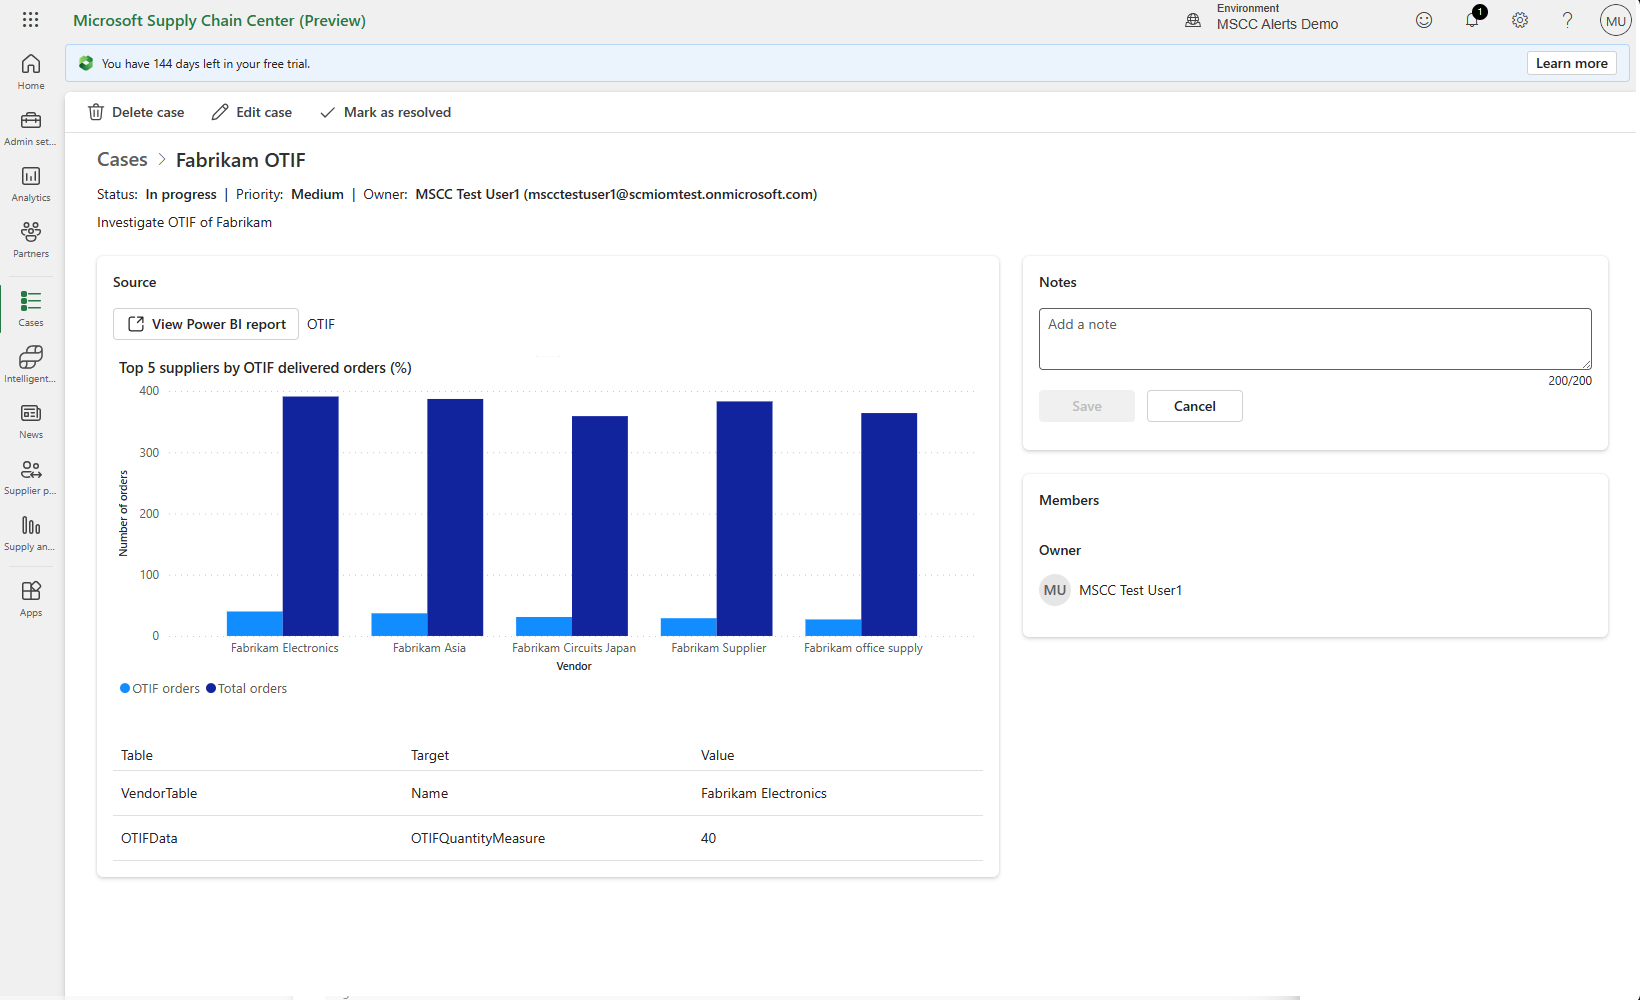 Microsoft Supply Chain Center (Preview)
Environment
MSCC Alerts Demo
1
MU
You have 144 days left in your free trial.
Learn more
Home
Admin set...
Analytics
Partners
Cases
Intelligent...
News
Supplier p...
Supply an...
Apps
Delete case
Edit case
Mark as resolved
Cases > Fabrikam OTIF
Status: In progress | Priority: Medium | Owner: MSCC Test User1 (mscctestuser1@scmiomtest.onmicrosoft.com)
Investigate OTIF of Fabrikam
Source
View Power BI report OTIF
Top 5 suppliers by OTIF delivered orders (%)
400
300
200
100
0
Number of orders
Fabrikam Electronics
Fabrikam Asia
Fabrikam Circuits Japan
Fabrikam Supplier
Fabrikam office supply
Vendor
OTIF orders Total orders
Table Target Value
VendorTable Name Fabrikam Electronics
OTIFData OTIFQuantityMeasure 40
Notes
Add a note
200/200
Save Cancel
Members
Owner
MU MSCC Test User1